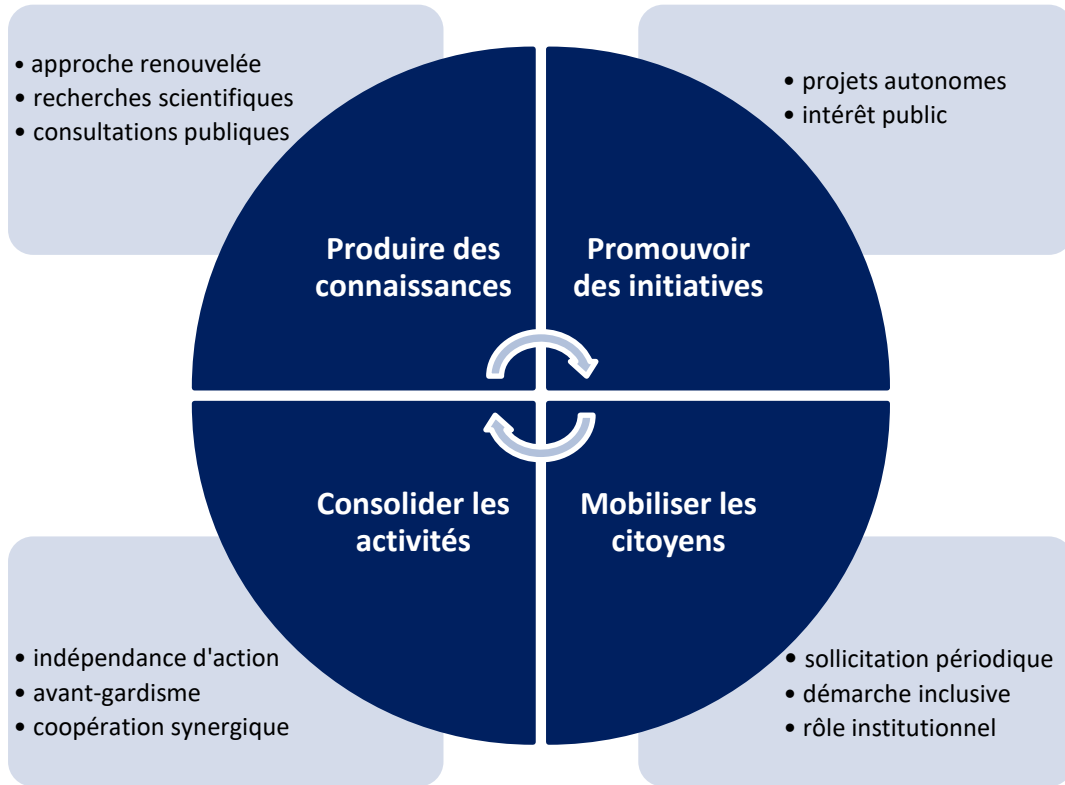 • approche renouvelée
• recherches scientifiques
• consultations publiques
• projets autonomes
• intérêt public
Produire des
connaissances
Promouvoir
des initiatives
Consolider les
activités
Mobiliser les
citoyens
• indépendance d'action
• avant-gardisme
• coopération synergique
• sollicitation périodique
• démarche inclusive
• rôle institutionnel